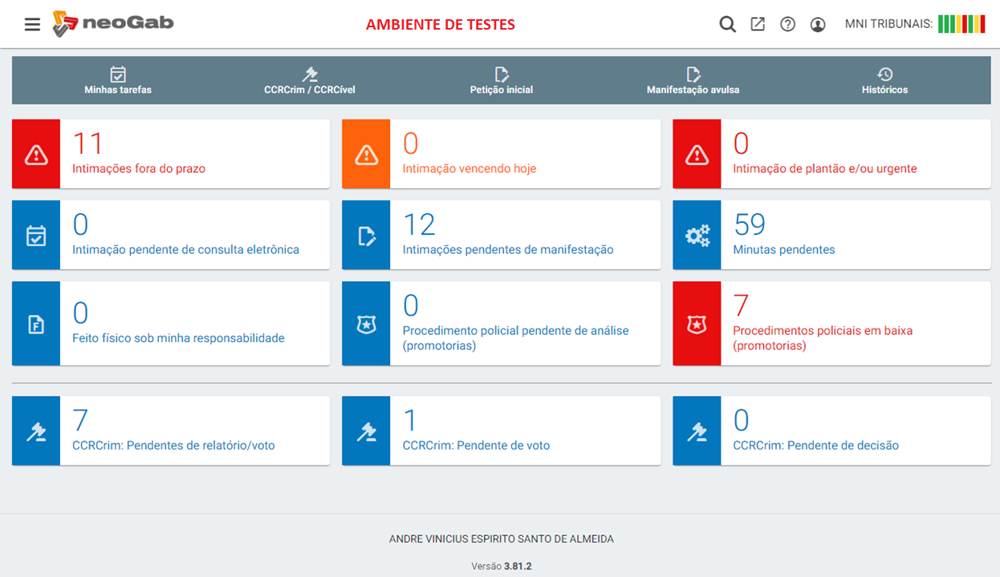 neoGab
AMBIENTE DE TESTES
MNI TRIBUNAIS:
Minhas tarefas
CCRCrim / CCRCível
Petição inicial
Manifestação avulsa
Históricos
11
Intimações fora do prazo
0
Intimação vencendo hoje
0
Intimação de plantão e/ou urgente
0
Intimação pendente de consulta eletrônica
12
Intimações pendentes de manifestação
59
Minutas pendentes
F
0
Feito físico sob minha responsabilidade
0
Procedimento policial pendente de análise
(promotorias)
7
Procedimentos policiais em baixa
(promotorias)
7
CCRCrim: Pendentes de relatório/voto
1
CCRCrim: Pendente de voto
0
CCRCrim: Pendente de decisão
ANDRE VINICIUS ESPIRITO SANTO DE ALMEIDA
Versão 3.81.2